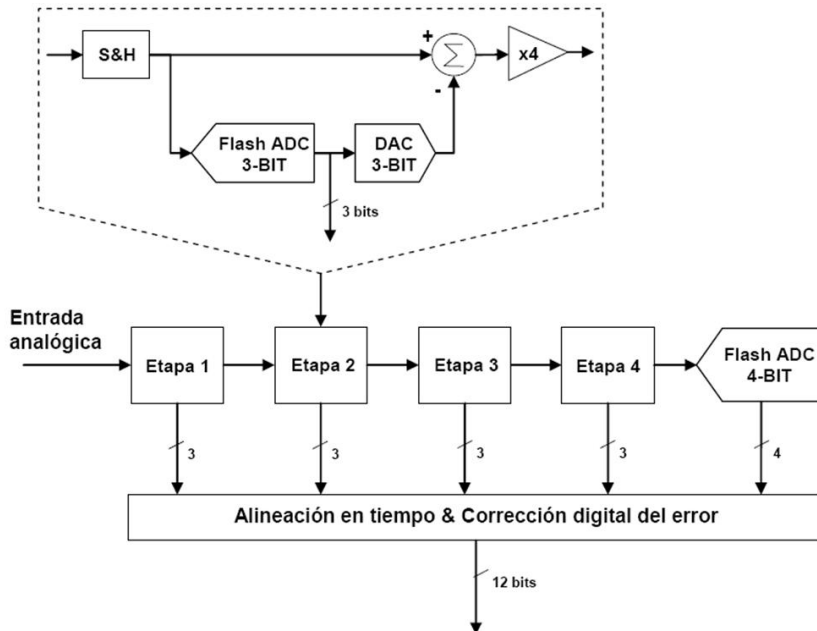 S&H
+
Σ
-
x4
Flash ADC
3-BIT
DAC
3-BIT
3 bits
Entrada
analógica
Etapa 1
Etapa 2
Etapa 3
Etapa 4
Flash ADC
4-BIT
3
3
3
3
4
Alineación en tiempo & Corrección digital del error
12 bits